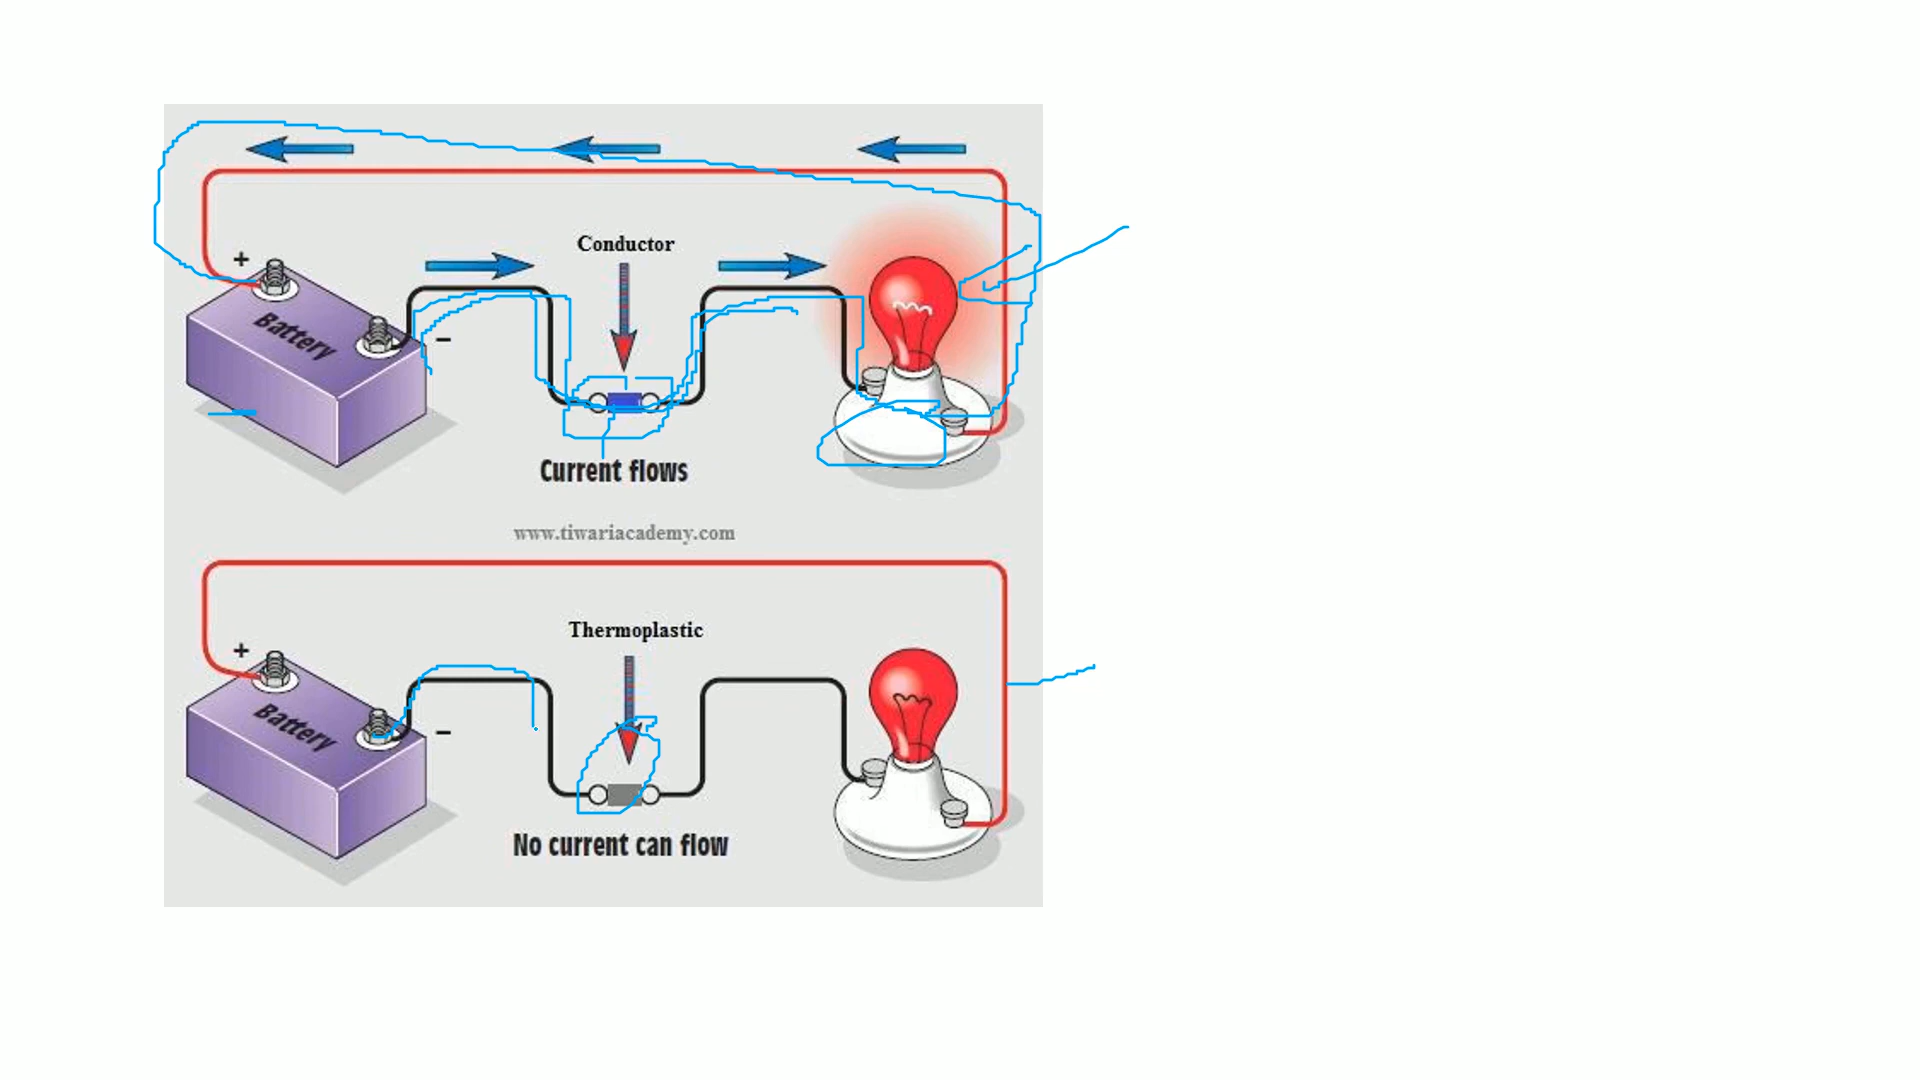 +
Conductor
Battery
-
Current flows
www.tiwariacademy.com
Thermoplastic
+
Battery
-
No current can flow